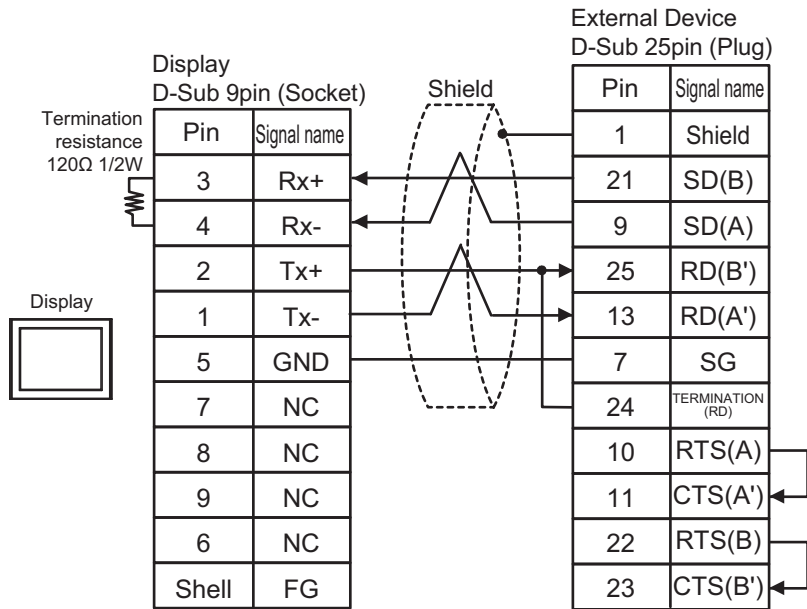 External Device
D-Sub 25pin (Plug)
Display
D-Sub 9pin (Socket)
Shield
Termination
resistance
120Ω 1/2W
Pin Signal name
3 Rx+
4 Rx-
2 Tx+
1 Tx-
5 GND
7 NC
8 NC
9 NC
6 NC
Shell FG
Display
Pin Signal name
1 Shield
21 SD(B)
9 SD(A)
25 RD(B')
13 RD(A')
7 SG
24 TERMINATION
(RD)
10 RTS(A)
11 CTS(A')
22 RTS(B)
23 CTS(B')